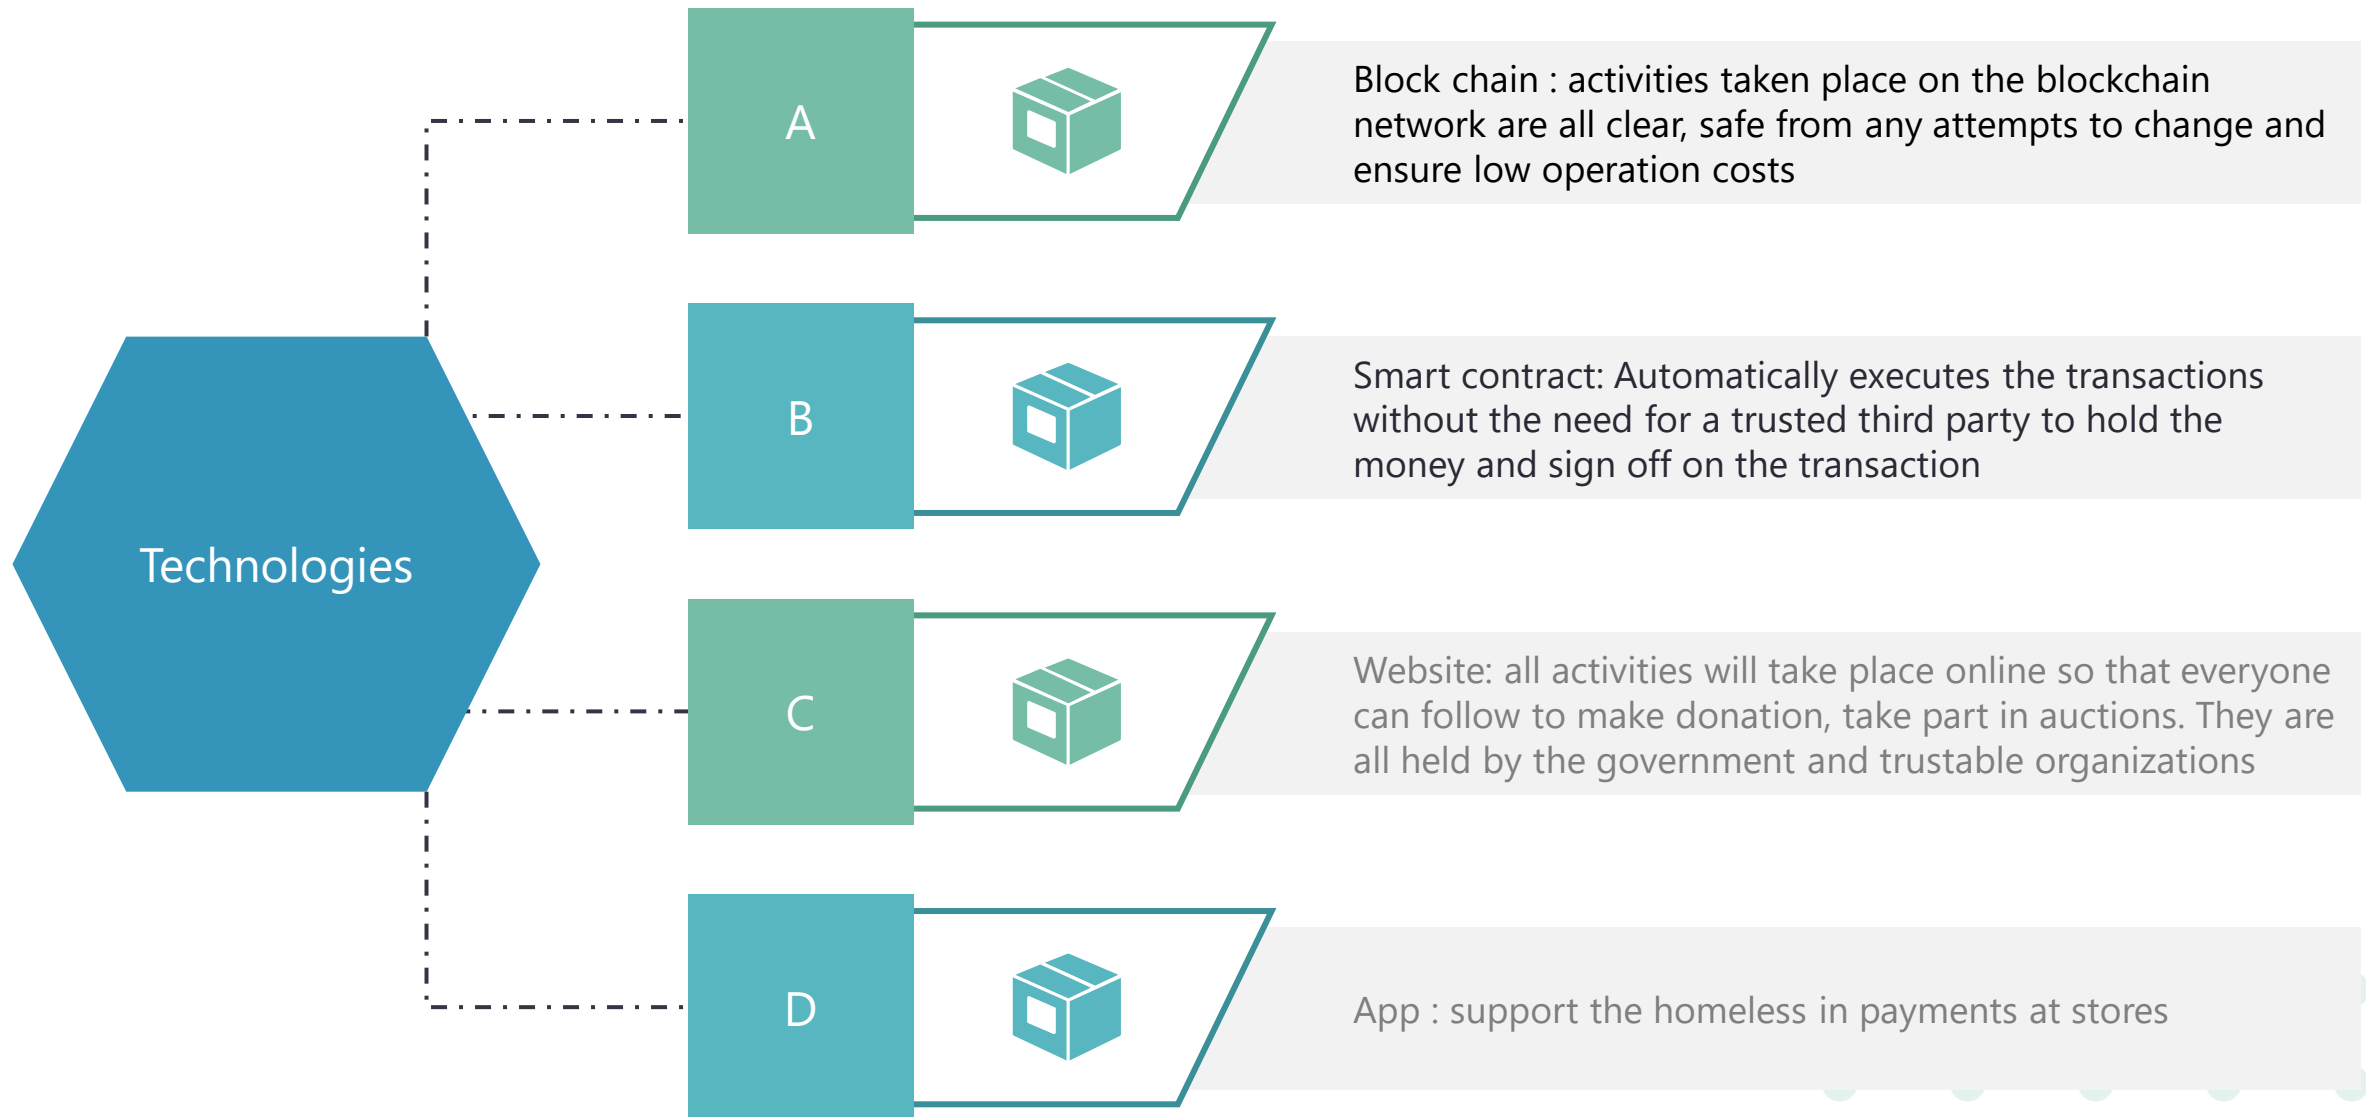 A
Block chain : activities taken place on the blockchain
network are all clear, safe from any attempts to change and
ensure low operation costs
B
Smart contract: Automatically executes the transactions
without the need for a trusted third party to hold the
money and sign off on the transaction
Technologies
C
Website: all activities will take place online so that everyone
can follow to make donation, take part in auctions. They are
all held by the government and trustable organizations
D
App : support the homeless in payments at stores